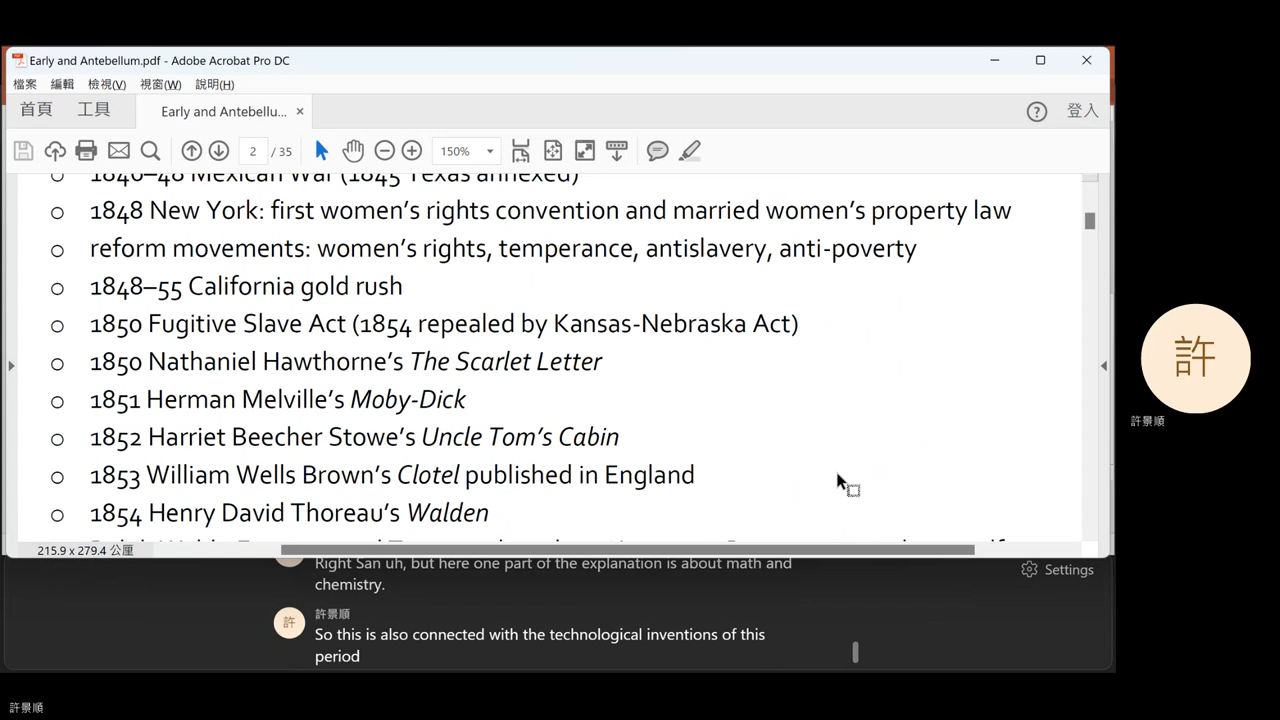 Early and Antebellum.pdf - Adobe Acrobat Pro DC
檔案 編輯 檢視(V) 視窗(W) 說明(H)
首頁 工具 Early and Antebellu... × 登入
2 / 35 150%
1846–48 Mexican War (1845 Texas annexed)
o 1848 New York: first women's rights convention and married women's property law
o reform movements: women's rights, temperance, antislavery, anti-poverty
o 1848–55 California gold rush
o 1850 Fugitive Slave Act (1854 repealed by Kansas-Nebraska Act)
o 1850 Nathaniel Hawthorne's The Scarlet Letter
o 1851 Herman Melville's Moby-Dick
o 1852 Harriet Beecher Stowe's Uncle Tom's Cabin
o 1853 William Wells Brown's Clotel published in England
o 1854 Henry David Thoreau's Walden
215.9 x 279.4 公厘
Right San uh, but here one part of the explanation is about math and
chemistry.
Settings
許 許景順
So this is also connected with the technological inventions of this
period
許
許景順
許景順